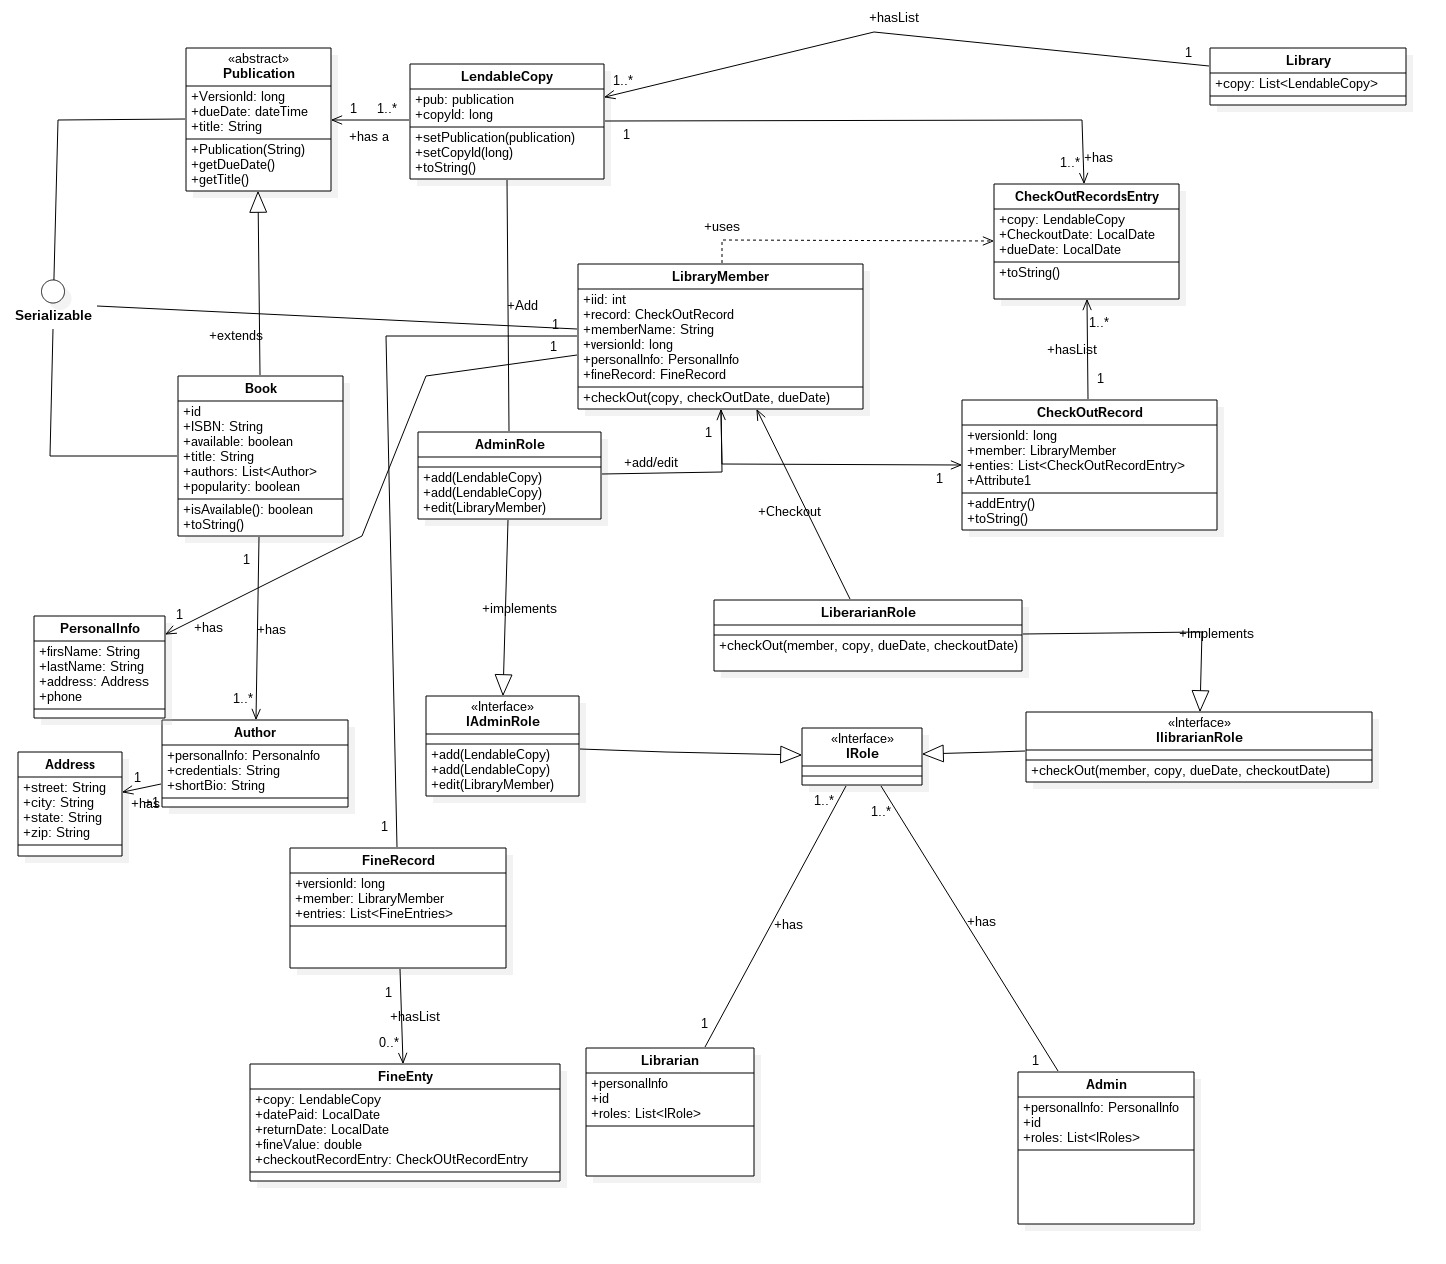 +hasList
1
1..*
Library
+copy: List<LendableCopy>
«abstract»
Publication
+VersionId: long
+dueDate: dateTime
+title: String
+Publication(String)
+getDueDate()
+getTitle()
1
1..*
+has a
LendableCopy
+pub: publication
+copyId: long
+setPublication(publication)
+setCopyId(long)
+toString()
1
1..*
+has
CheckOutRecordsEntry
+copy: LendableCopy
+CheckoutDate: LocalDate
+dueDate: LocalDate
+toString()
+uses
LibraryMember
+iid: int
+record: CheckOutRecord
+memberName: String
+versionId: long
+personalInfo: PersonalInfo
+fineRecord: FineRecord
+checkOut(copy, checkOutDate, dueDate)
Serializable
+Add
1
1
+extends
1..*
+hasList
1
Book
+id
+ISBN: String
+available: boolean
+title: String
+authors: List<Author>
+popularity: boolean
+isAvailable(): boolean
+toString()
CheckOutRecord
+versionId: long
+member: LibraryMember
+enties: List<CheckOutRecordEntry>
+Attribute1
+addEntry()
+toString()
AdminRole
+add(LendableCopy)
+add(LendableCopy)
+edit(LibraryMember)
1
+add/edit
1
+Checkout
1
+implements
LiberarianRole
+checkOut(member, copy, dueDate, checkoutDate)
+Implements
PersonalInfo
+firsName: String
+lastName: String
+address: Address
+phone
1
+has
+has
1..*
Author
+personalInfo: PersonaInfo
+credentials: String
+shortBio: String
Address
+street: String
+city: String
+state: String
+zip: String
1
+has
+1
«Interface»
IAdminRole
+add(LendableCopy)
+add(LendableCopy)
+edit(LibraryMember)
«Interface»
IRole
«Interface»
IlibrarianRole
+checkOut(member, copy, dueDate, checkoutDate)
1..*
1..*
1
FineRecord
+versionId: long
+member: LibraryMember
+entries: List<FineEntries>
+has
+has
1
+hasList
0..*
1
1
FineEnty
+copy: LendableCopy
+datePaid: LocalDate
+returnDate: LocalDate
+fineValue: double
+checkoutRecordEntry: CheckOUtRecordEntry
Librarian
+personalInfo
+id
+roles: List<IRole>
Admin
+personalInfo: PersonalInfo
+id
+roles: List<IRoles>